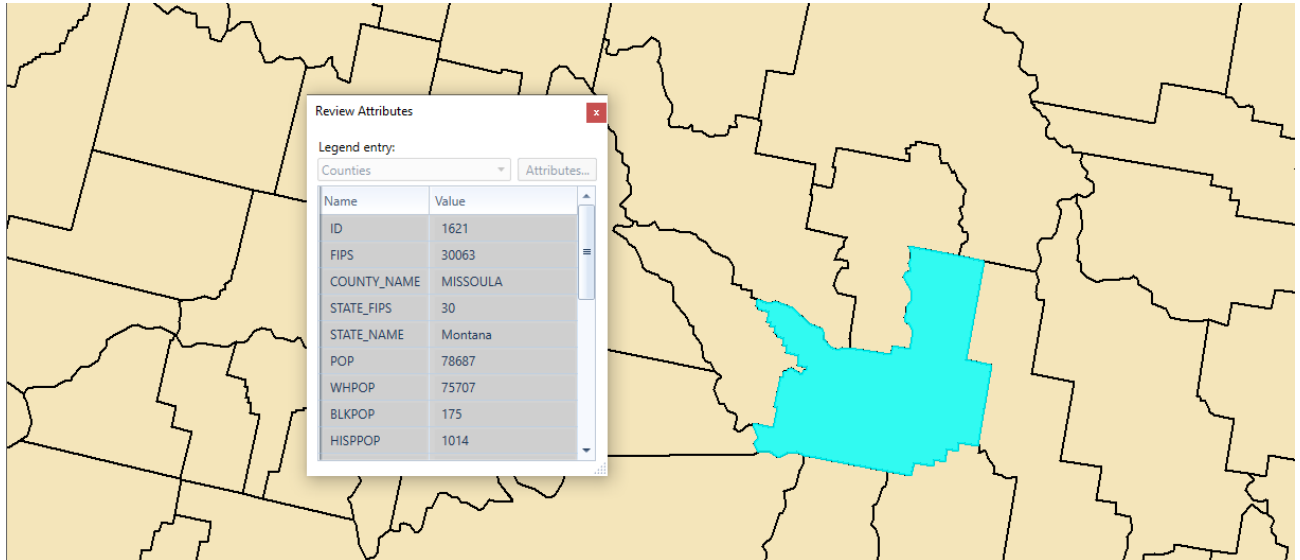 Review Attributes
x
Legend entry:
Counties Attributes...
Name Value
ID 1621
FIPS 30063
COUNTY_NAME MISSOULA
STATE_FIPS 30
STATE_NAME Montana
POP 78687
WHPOP 75707
BLKPOP 175
HISPPOP 1014